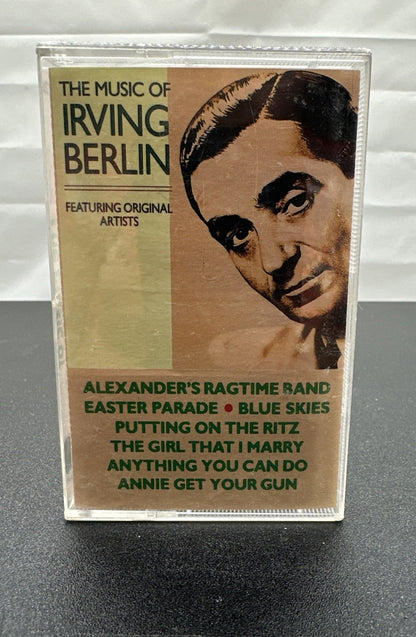 THE MUSIC OF
IRVING
BERLIN
FEATURING ORIGINAL
ARTISTS
ALEXANDER'S RAGTIME BAND
EASTER PARADE • BLUE SKIES
PUTTING ON THE RITZ
THE GIRL THAT I MARRY
ANYTHING YOU CAN DO
ANNIE GET YOUR GUN